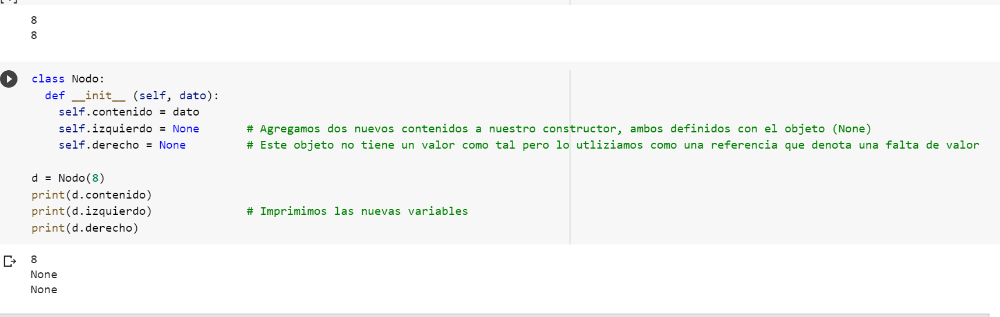 8
8
class Nodo:
  def __init__ (self, dato):
    self.contenido = dato
    self.izquierdo = None       # Agregamos dos nuevos contenidos a nuestro constructor, ambos definidos con el objeto (None)
    self.derecho = None         # Este objeto no tiene un valor como tal pero lo utliziamos como una referencia que denota una falta de valor
d = Nodo(8)
print(d.contenido)
print(d.izquierdo)              # Imprimimos las nuevas variables
print(d.derecho)
8
None
None